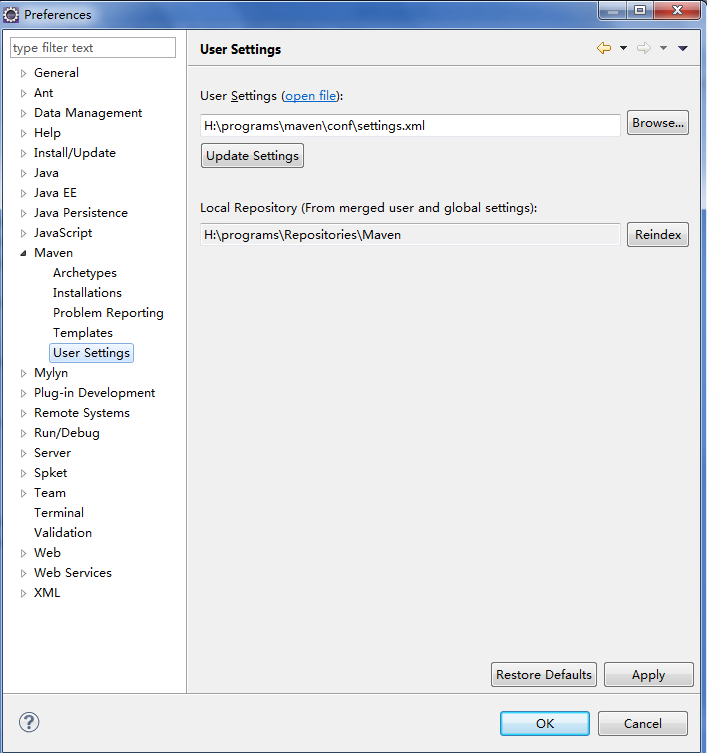 Preferences
type filter text
General
Ant
Data Management
Help
Install/Update
Java
Java EE
Java Persistence
JavaScript
Maven
Archetypes
Installations
Problem Reporting
Templates
User Settings
Mylyn
Plug-in Development
Remote Systems
Run/Debug
Server
Spket
Team
Terminal
Validation
Web
Web Services
XML
User Settings
User Settings (open file):
H:\programs\maven\conf\settings.xml
Browse...
Update Settings
Local Repository (From merged user and global settings):
H:\programs\Repositories\Maven
Reindex
Restore Defaults
Apply
?
OK
Cancel